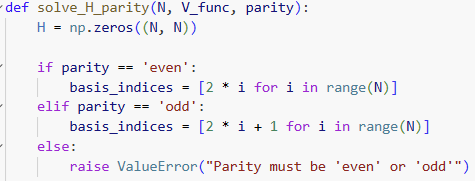 def solve_H_parity(N, V_func, parity):
    H = np.zeros((N, N))

    if parity == 'even':
        basis_indices = [2 * i for i in range(N)]
    elif parity == 'odd':
        basis_indices = [2 * i + 1 for i in range(N)]
    else:
        raise ValueError("Parity must be 'even' or 'odd'")